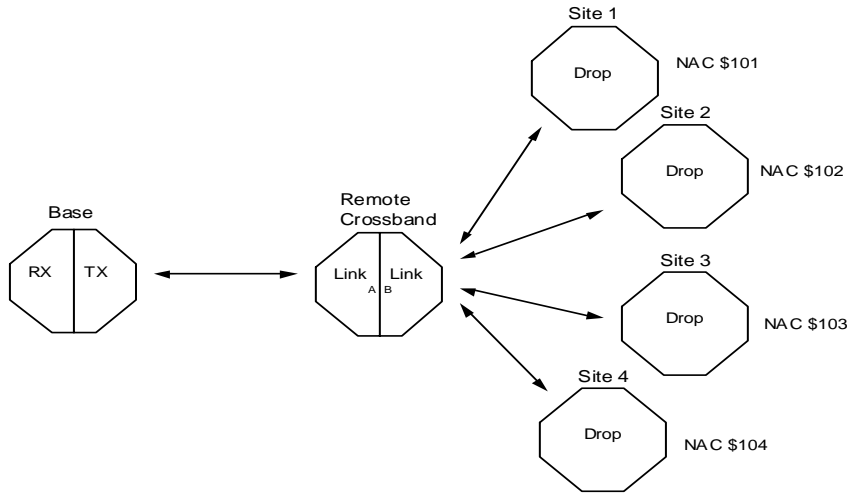 Site 1
Drop
NAC $101
Site 2
Drop
NAC $102
Remote
Crossband
Base
RX TX
Link Link
A B
Site 3
Drop
NAC $103
Site 4
Drop
NAC $104